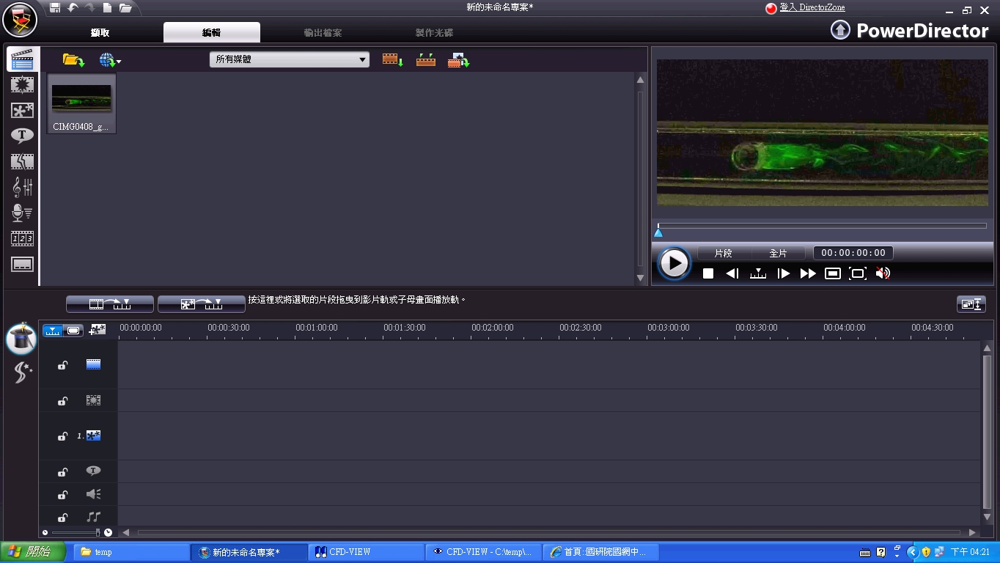 新的未命名專案*
登入 DirectorZone
擷取
編輯
輸出檔案
製作光碟
PowerDirector
所有媒體
CIMG0408_g...
T
1 2 3
片段
全片
00:00:00:00
按這裡或將選取的片段拖曳到影片軌或子母畫面播放軌。
00:00:00:00
00:00:30:00
00:01:00:00
00:01:30:00
00:02:00:00
00:02:30:00
00:03:00:00
00:03:30:00
00:04:00:00
00:04:30:00
1.
T
開始
temp
新的未命名專案*
CFD-VIEW
CFD-VIEW - C:\temp\...
首頁::國研院國網中...
下午 04:21